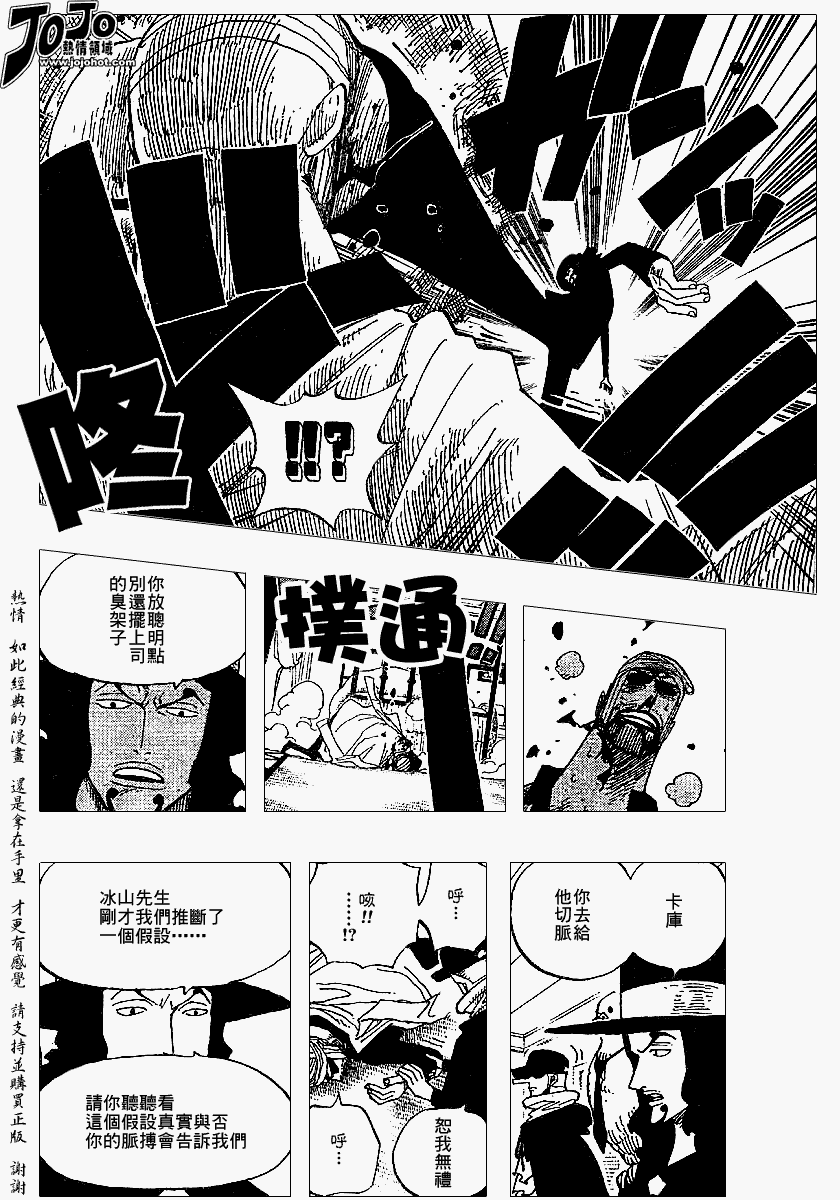 JOJO
熱情領域
www.jojohot.com
咚
!!?
撲通!!
你放聰明點
別還擺上司
的臭架子
卡庫
你去給
他切脈
呼…
咳!!
……!?
恕我無禮
呼…
冰山先生
剛才我們推斷了
一個假設……
請你聽聽看
這個假設真實與否
你的脈搏會告訴我們
熱情 如此經典的漫畫 還是拿在手里 才更有感覺 請支持並購買正版 謝謝